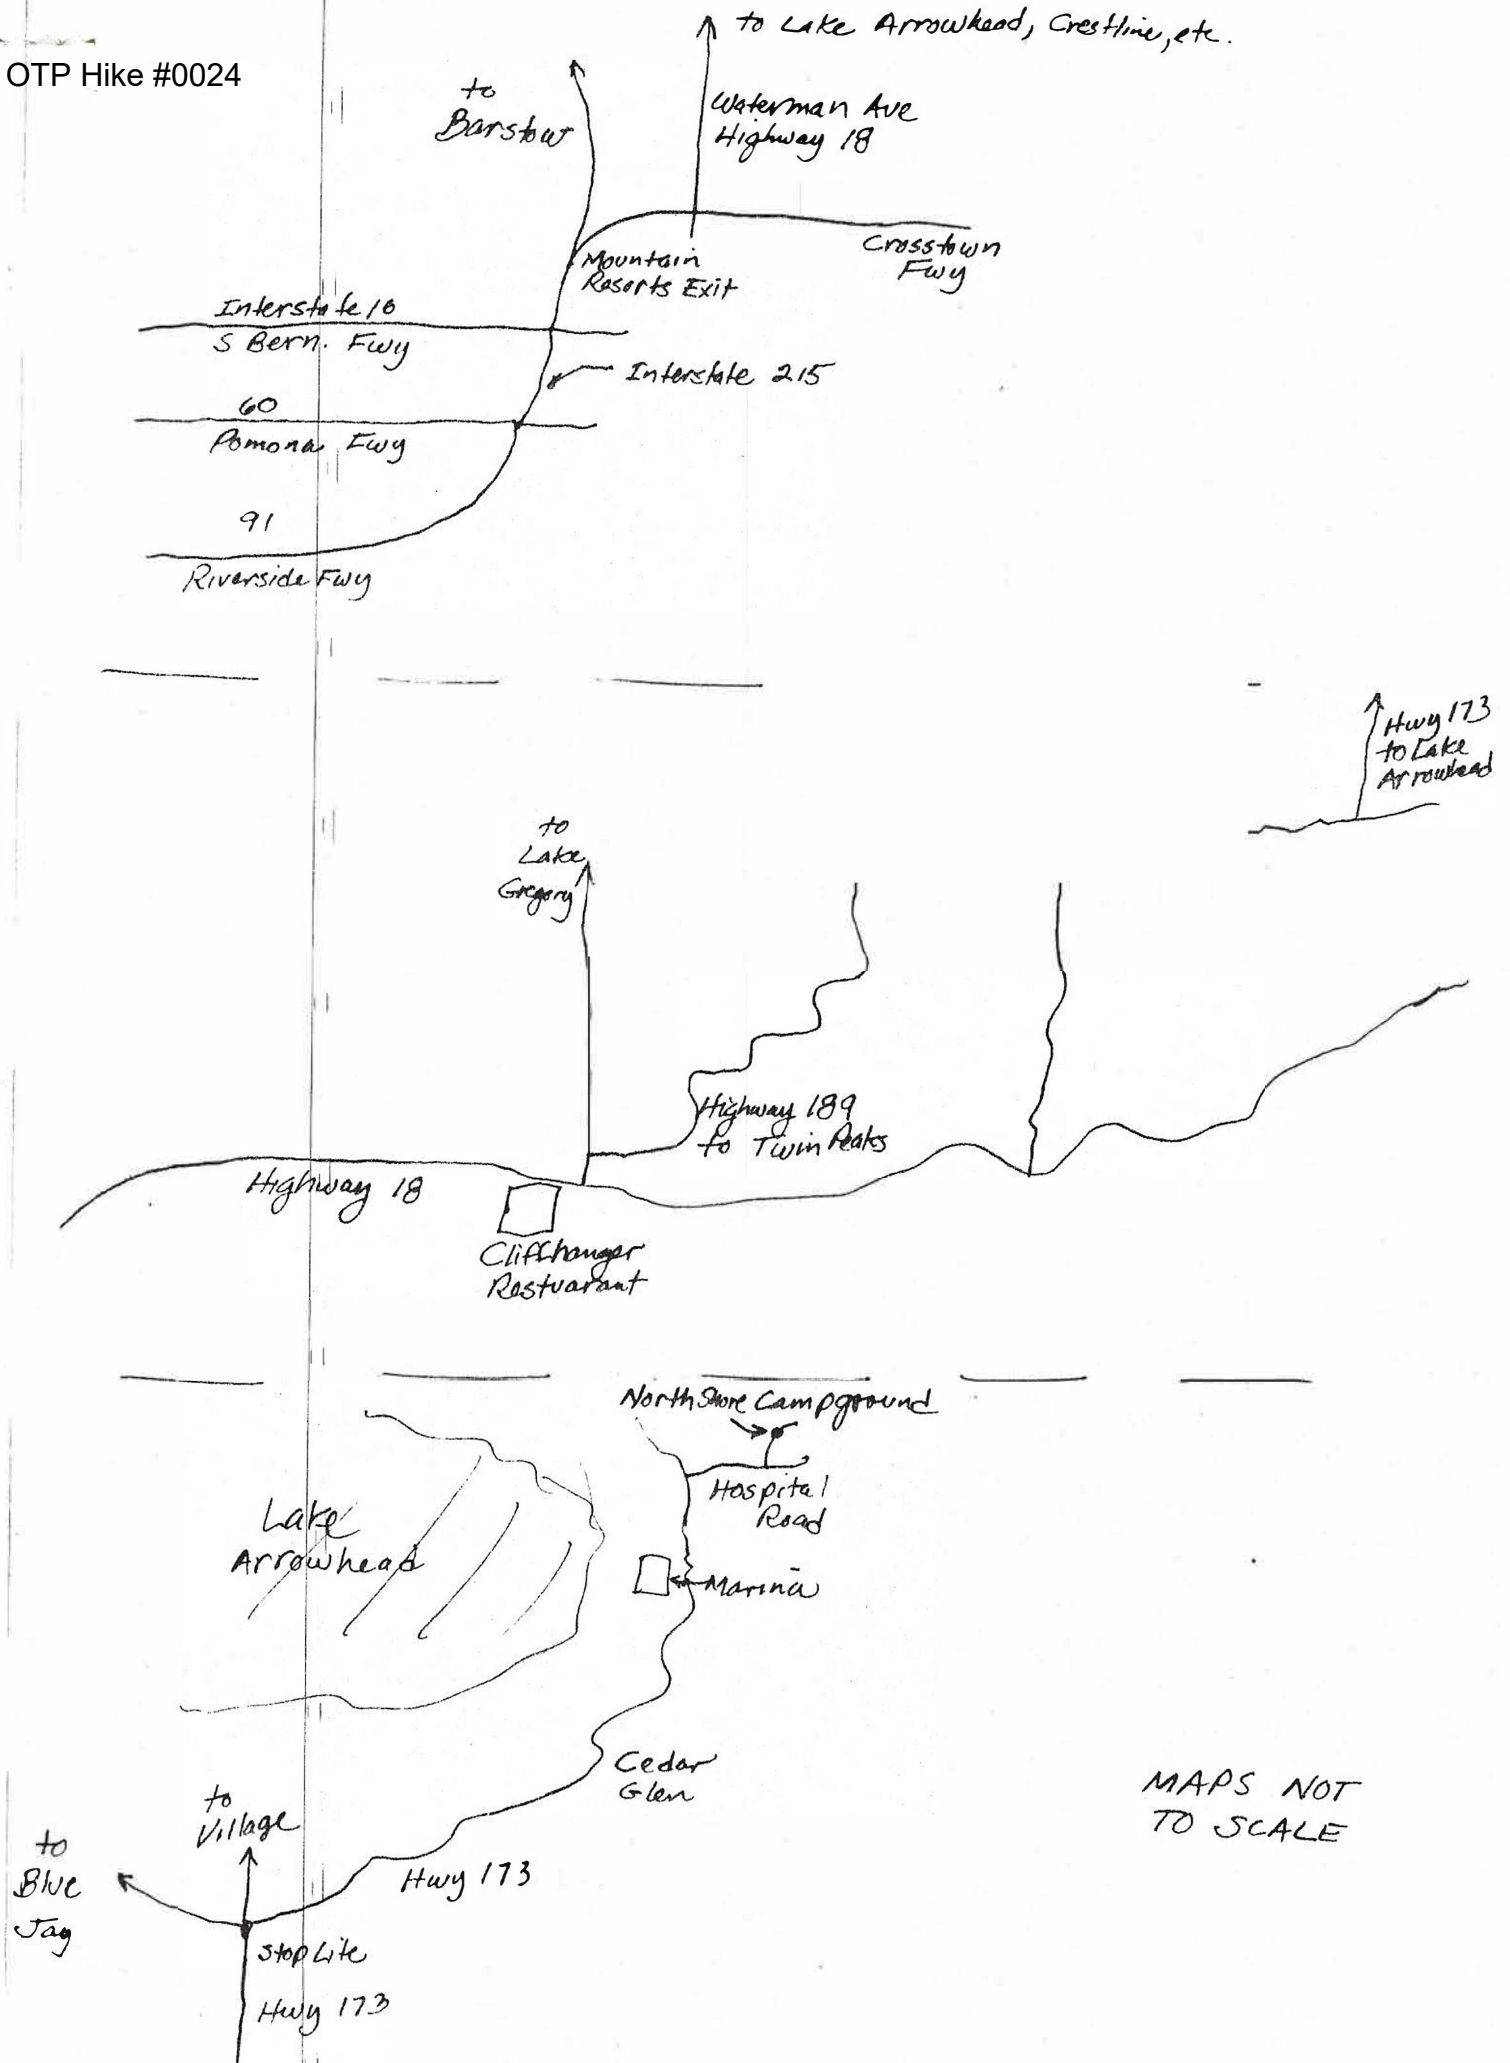 to Lake Arrowhead, Crestline, etc.
OTP Hike #0024
to
Barstow
Waterman Ave
Highway 18
Crosstown
Fwy
Mountain
Resorts Exit
Interstate 10
S Bern. Fwy
Interstate 215
60
Pomona Fwy
91
Riverside Fwy
Hwy 173
to Lake
Arrowhead
to
Lake
Gregory
Highway 189
to Twin Peaks
Highway 18
Cliffhanger
Restuarant
North Shore Campground
Hospital
Road
Lake
Arrowhead
Marina
Cedar
Glen
MAPS NOT
TO SCALE
to
Village
to
Blue
Jay
Hwy 173
Stop Lite
Hwy 173